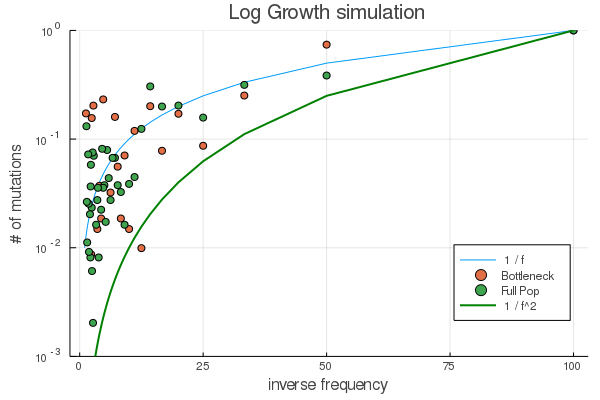 Log Growth simulation
# of mutations
10^0
10^-1
10^-2
10^-3
0
25
50
75
100
inverse frequency
1 / f
Bottleneck
Full Pop
1 / f^2